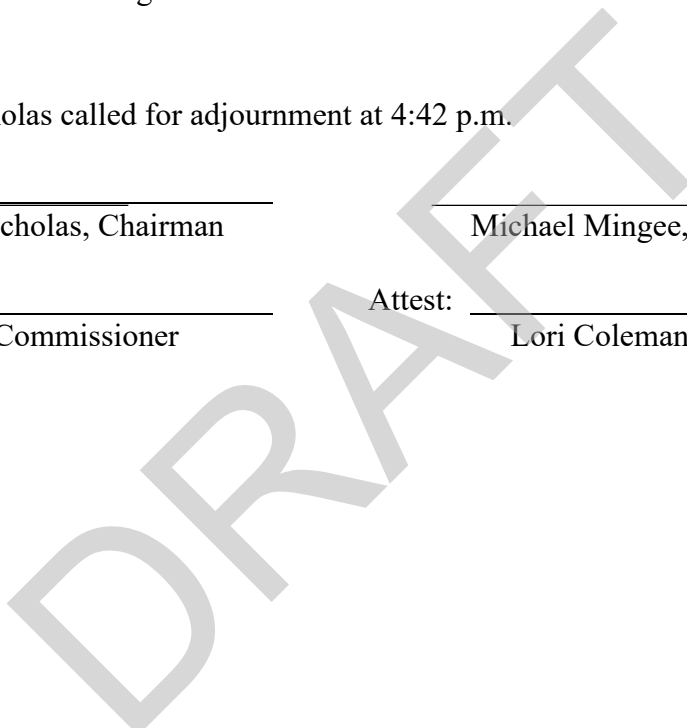 olas called for adjournment at 4:42 p.m.
cholas, Chairman Michael Mingee,
Attest:
Commissioner Lori Coleman
DRAFT